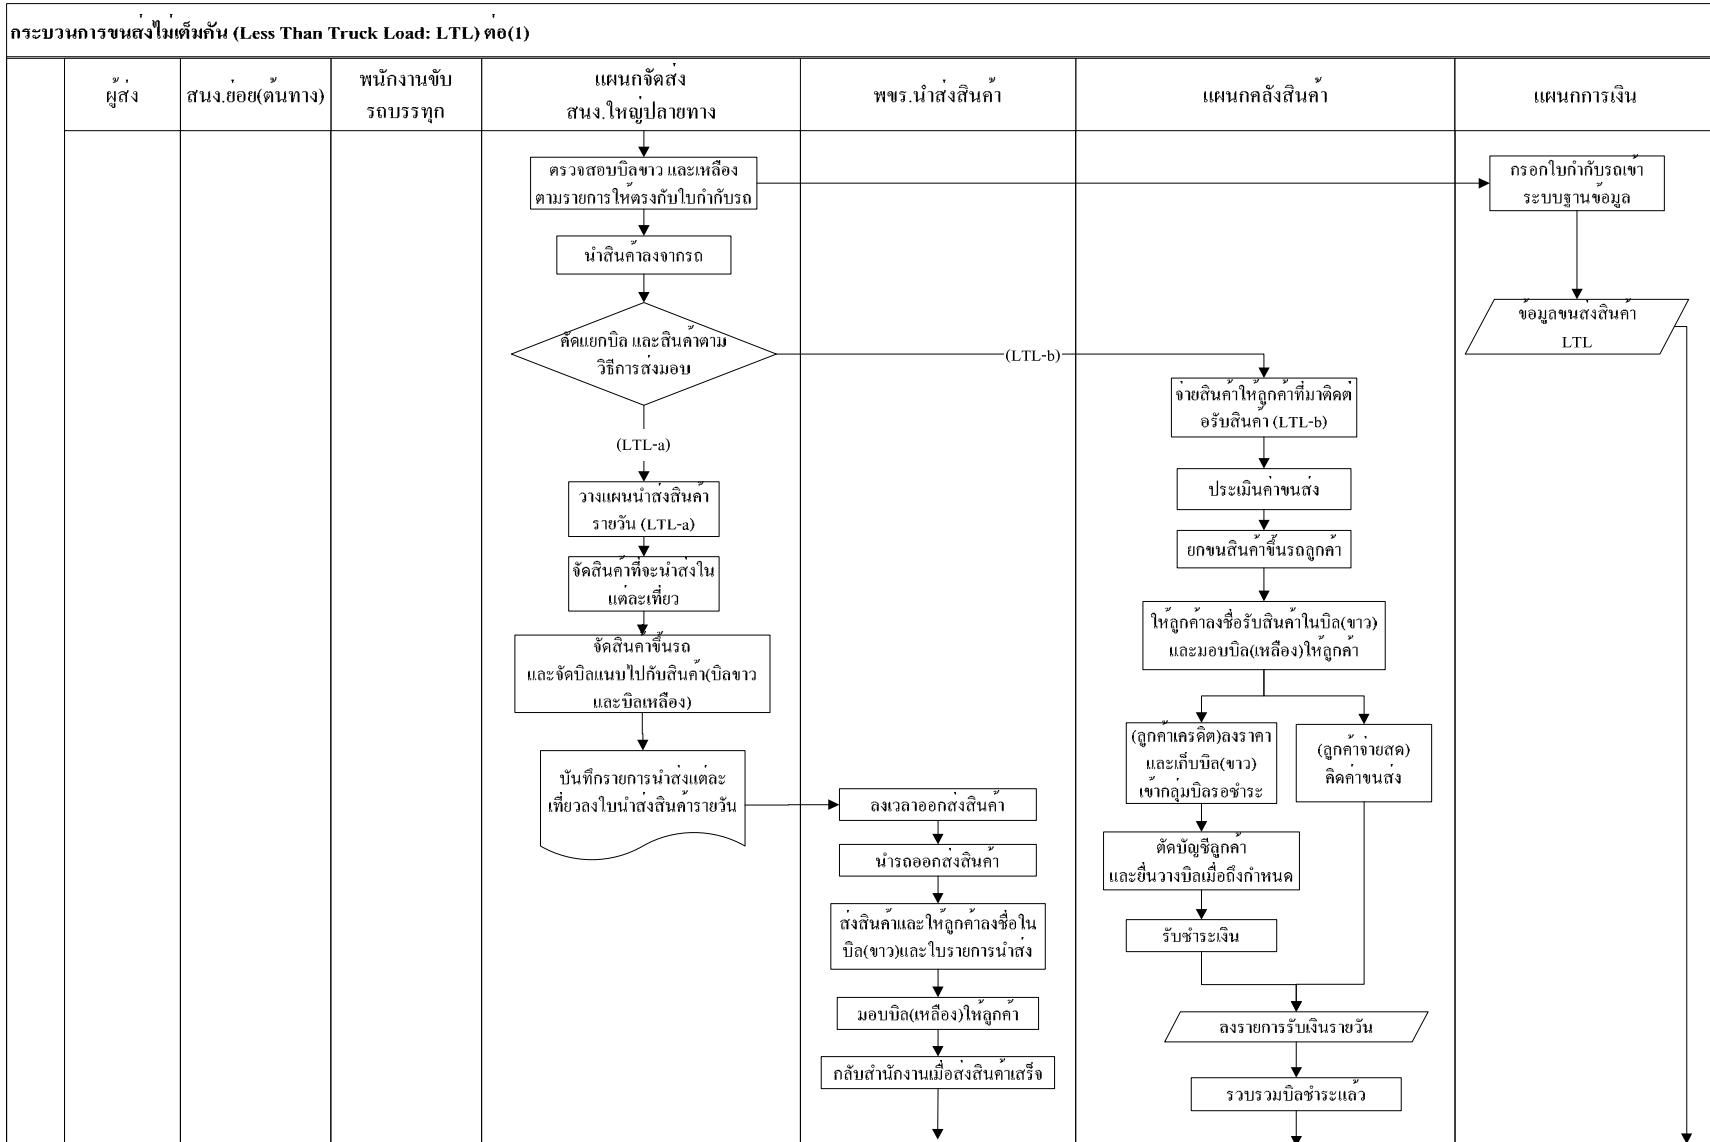 กระบวนการขนส่งไม่เต็มคัน (Less Than Truck Load: LTL) ต่อ(1)
ผู้ส่ง
สนง.ย่อย(ต้นทาง)
พนักงานขับ
รถบรรทุก
แผนกจัดส่ง
สนง.ใหญ่ปลายทาง
พขร.นำส่งสินค้า
แผนกคลังสินค้า
แผนกการเงิน
ตรวจสอบบิลขาว และเหลือง
ตามรายการให้ตรงกับใบกำกับรถ
กรอกใบกำกับรถเข้า
ระบบฐานข้อมูล
นำสินค้าลงจากรถ
ข้อมูลขนส่งสินค้า
LTL
คัดแยกบิล และสินค้าตาม
วิธีการส่งมอบ
(LTL-b)
(LTL-a)
จ่ายสินค้าให้ลูกค้าที่มาติดต่
อรับสินค้า (LTL-b)
ประเมินค่าขนส่ง
ยกขนสินค้าขึ้นรถลูกค้า
ให้ลูกค้าลงชื่อรับสินค้าในบิล(ขาว)
และมอบบิล(เหลือง)ให้ลูกค้า
วางแผนนำส่งสินค้า
รายวัน (LTL-a)
จัดสินค้าที่จะนำส่งใน
แต่ละเที่ยว
จัดสินค้าขึ้นรถ
และจัดบิลแนบไปกับสินค้า(บิลขาว
และบิลเหลือง)
บันทึกรายการนำส่งแต่ละ
เที่ยวลงใบนำส่งสินค้ารายวัน
(ลูกค้าเครดิต)ลงราคา
และเก็บบิล(ขาว)
เข้ากลุ่มบิลรอชำระ
(ลูกค้าจ่ายสด)
คิดค่าขนส่ง
ลงเวลาออกส่งสินค้า
นำรถออกส่งสินค้า
ส่งสินค้าและให้ลูกค้าลงชื่อใน
บิล(ขาว)และใบรายการนำส่ง
มอบบิล(เหลือง)ให้ลูกค้า
กลับสำนักงานเมื่อส่งสินค้าเสร็จ
ตัดบัญชีลูกค้า
และยื่นวางบิลเมื่อถึงกำหนด
รับชำระเงิน
ลงรายการรับเงินรายวัน
รวบรวมบิลชำระแล้ว